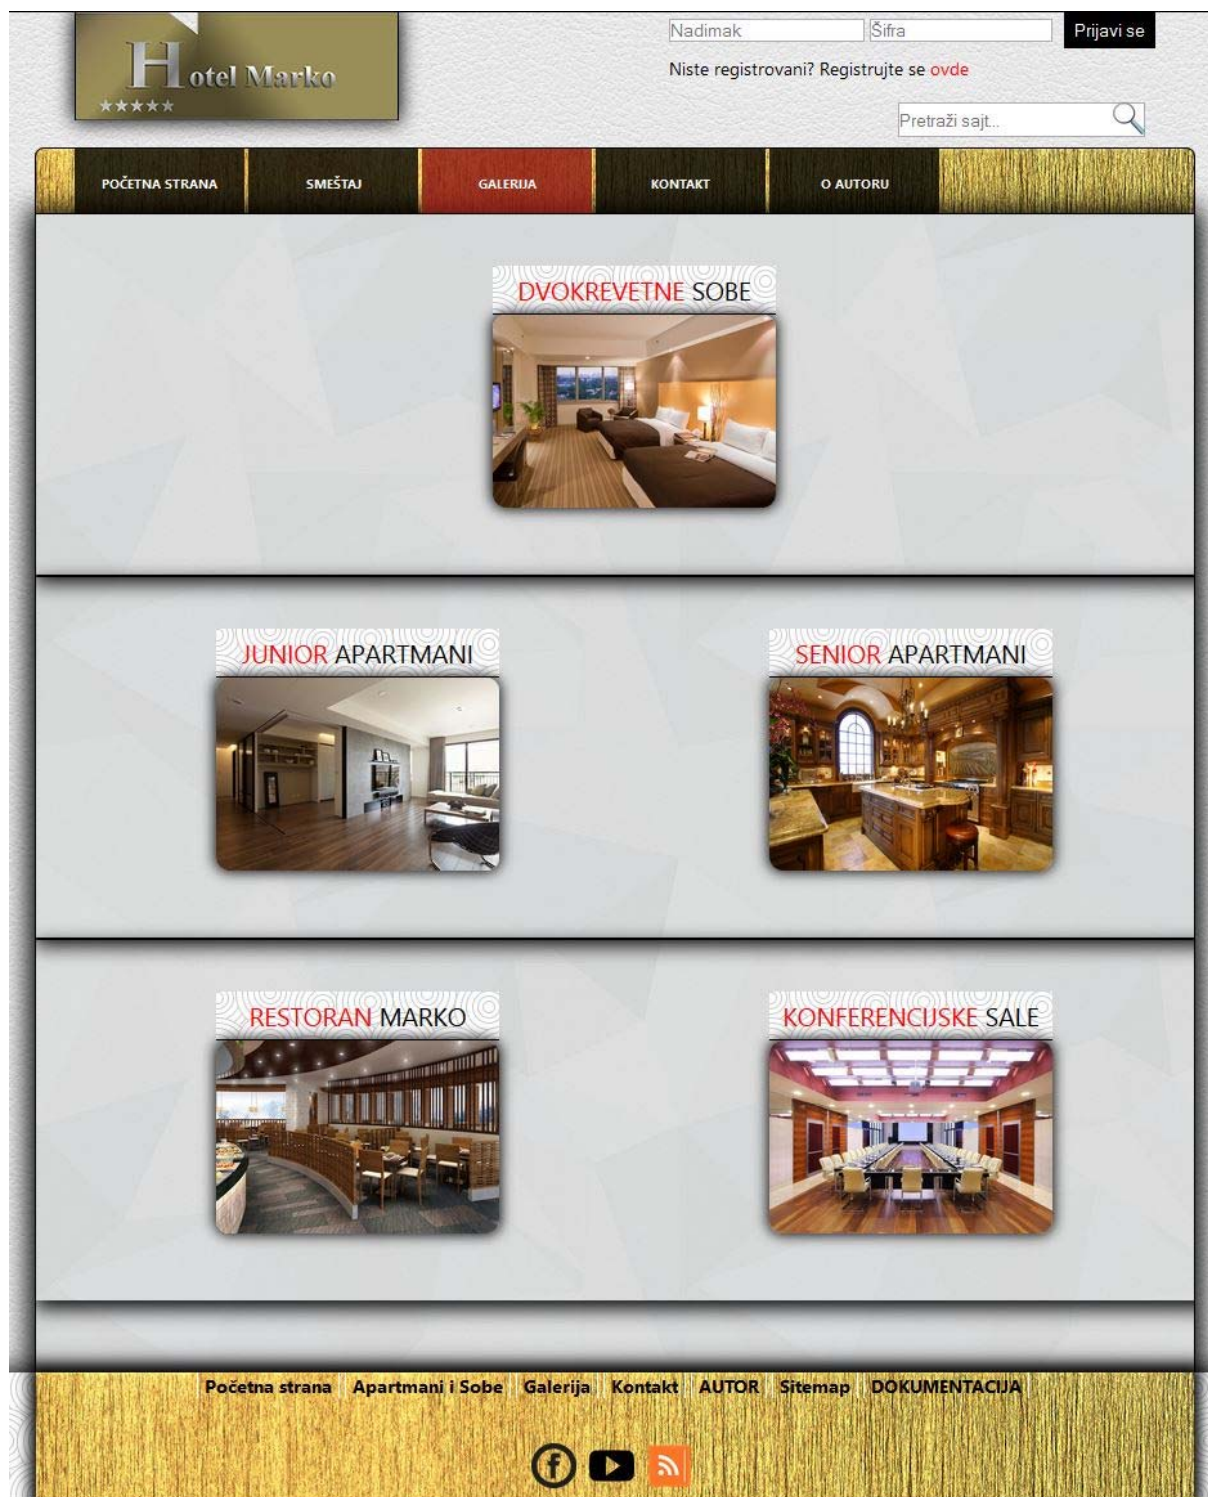 Hotel Marko
Nadimak Šifra Prijavi se
Niste registrovani? Registrujte se ovde
Pretraži sajt...
POČETNA STRANA SMEŠTAJ GALERIJA KONTAKT O AUTORU
DVOKREVETNE SOBE
JUNIOR APARTMANI SENIOR APARTMANI
RESTORAN MARKO KONFERENCIJSKE SALE
Početna strana Apartmani i Sobe Galerija Kontakt AUTOR Sitemap DOKUMENTACIJA